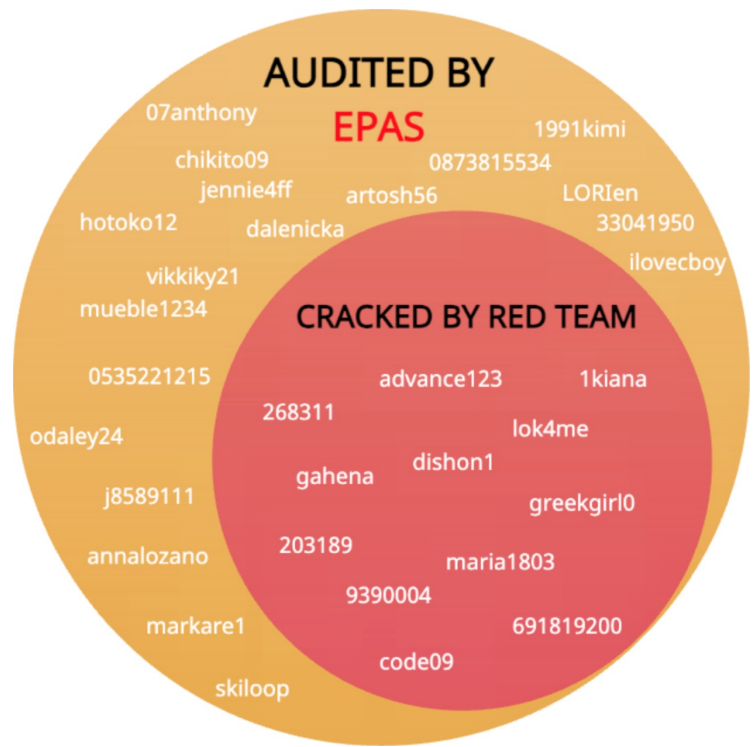 AUDITED BY
EPAS
07anthony
1991kimi
chikito09
0873815534
jennie4ff
artosh56
LORIen
hotoko12
dalenicka
33041950
ilovecboy
vikkiky21
mueble1234
CRACKED BY RED TEAM
0535221215
advance123
1kiana
268311
lok4me
odaley24
dishon1
gahena
j8589111
greekgirl0
203189
annalozano
maria1803
9390004
markare1
691819200
code09
skiloop